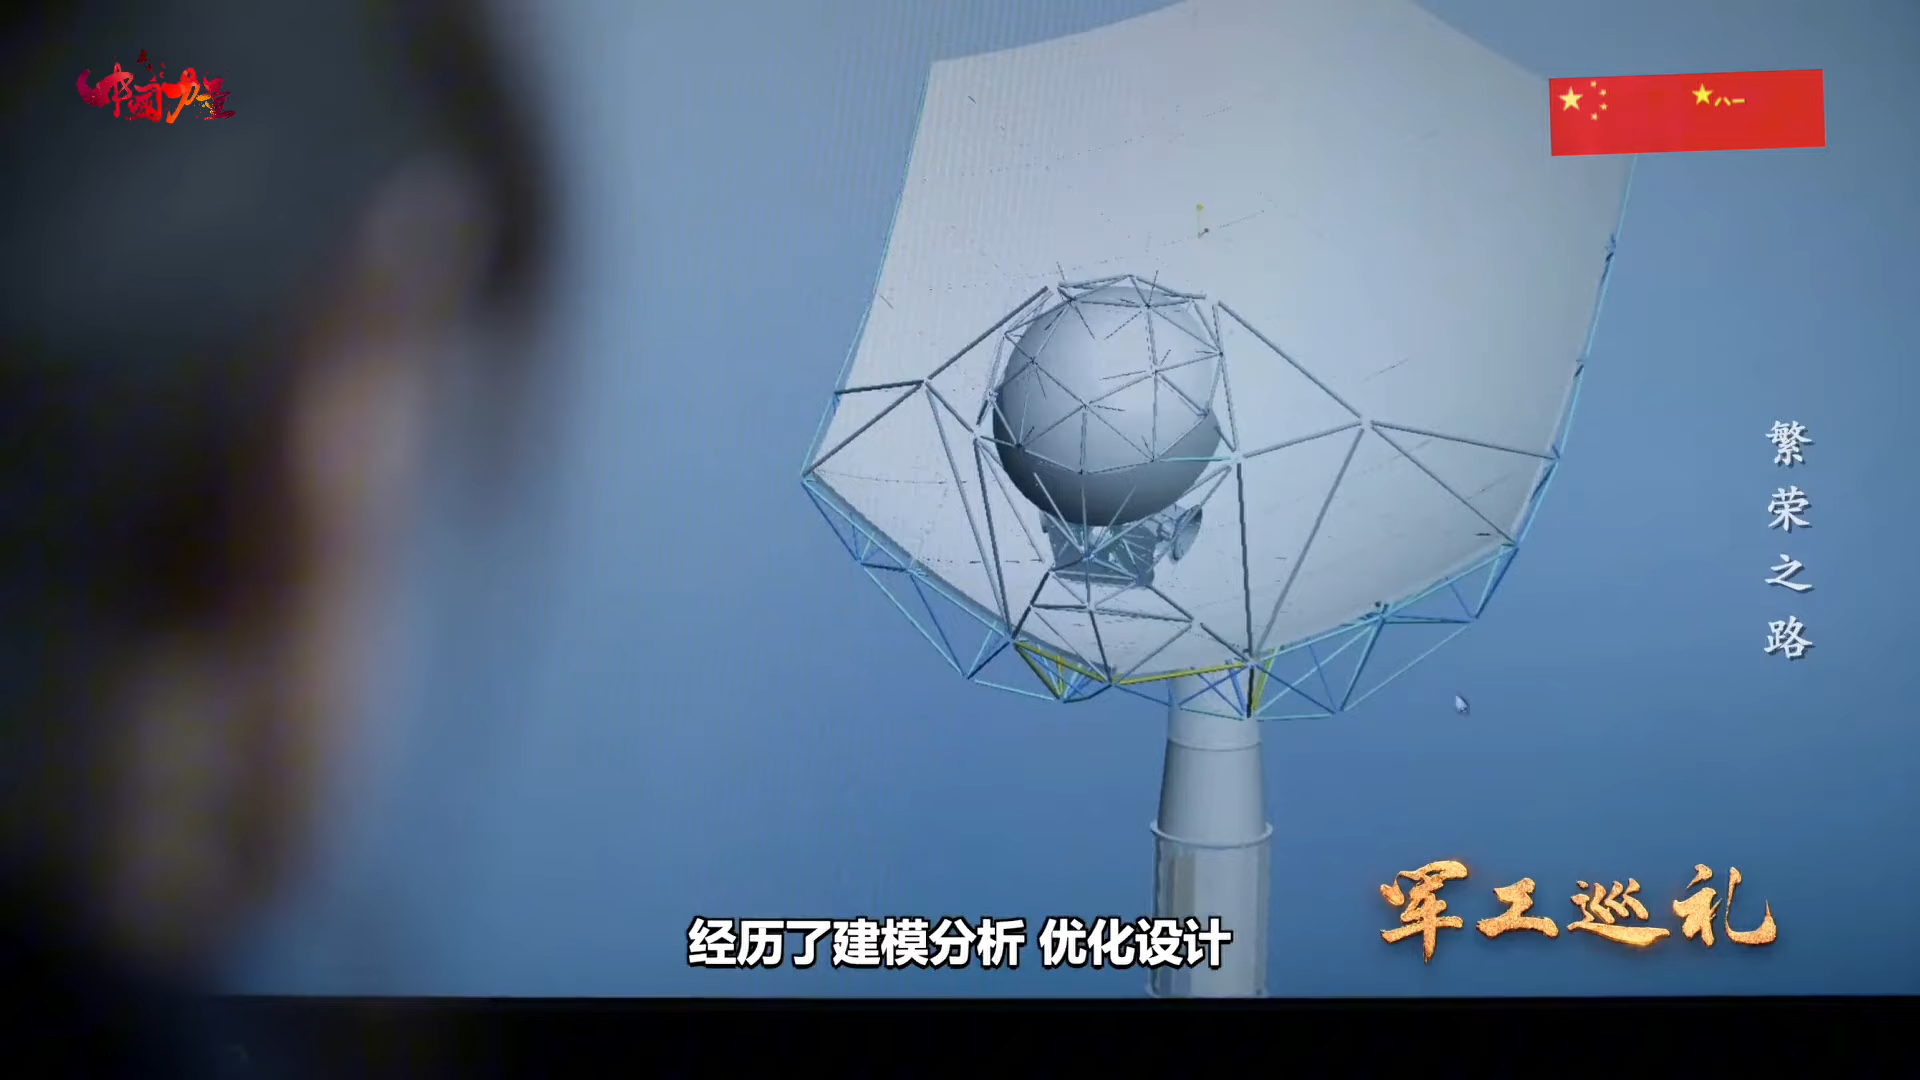 中国力量
八一
繁荣之路
军工巡礼
经历了建模分析 优化设计